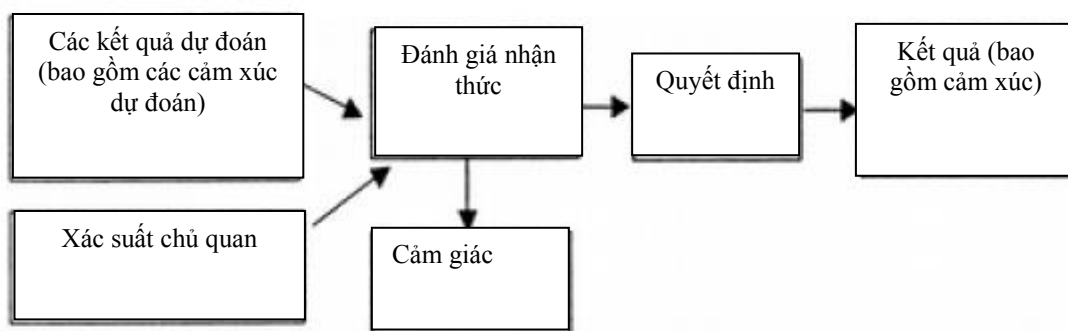 Các kết quả dự đoán
(bao gồm các cảm xúc
dự đoán)
Đánh giá nhận
thức
Quyết định
Kết quả (bao
gồm cảm xúc)
Xác suất chủ quan
Cảm giác